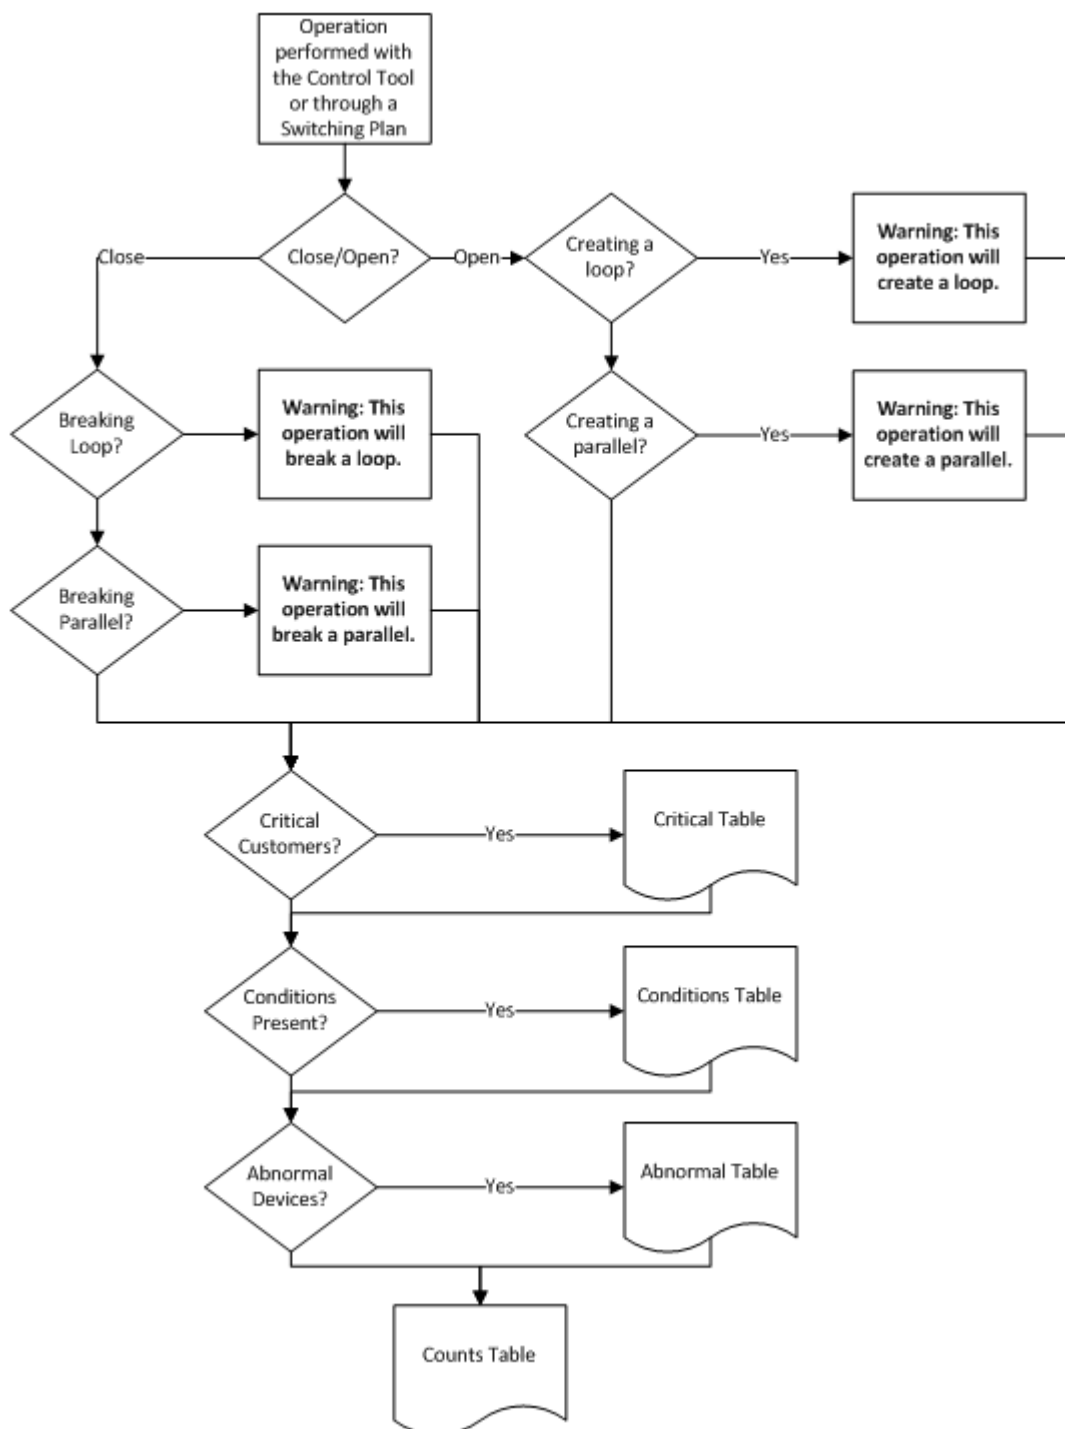 Operation
performed with
the Control Tool
or through a
Switching Plan
Close
Close/Open?
Open
Creating a
loop?
Yes
Warning: This
operation will
create a loop.
Breaking
Loop?
Warning: This
operation will
break a loop.
Creating a
parallel?
Yes
Warning: This
operation will
create a parallel.
Breaking
Parallel?
Warning: This
operation will
break a parallel.
Critical
Customers?
Yes
Critical Table
Conditions
Present?
Yes
Conditions Table
Abnormal
Devices?
Yes
Abnormal Table
Counts Table